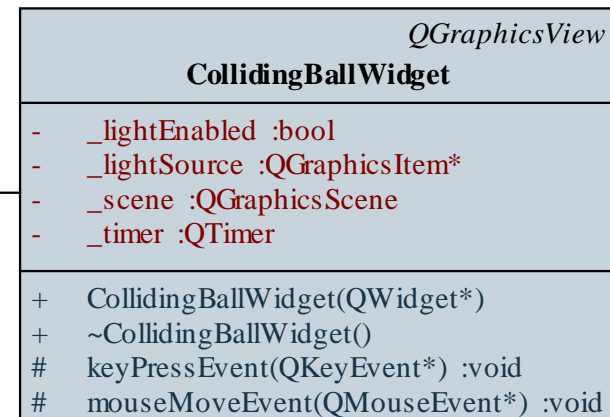 QGraphicsView
CollidingBallWidget
- _lightEnabled :bool
- _lightSource :QGraphicsItem*
- _scene :QGraphicsScene
- _timer :QTimer
+ CollidingBallWidget(QWidget*)
+ ~CollidingBallWidget()
# keyPressEvent(QKeyEvent*) :void
# mouseMoveEvent(QMouseEvent*) :void